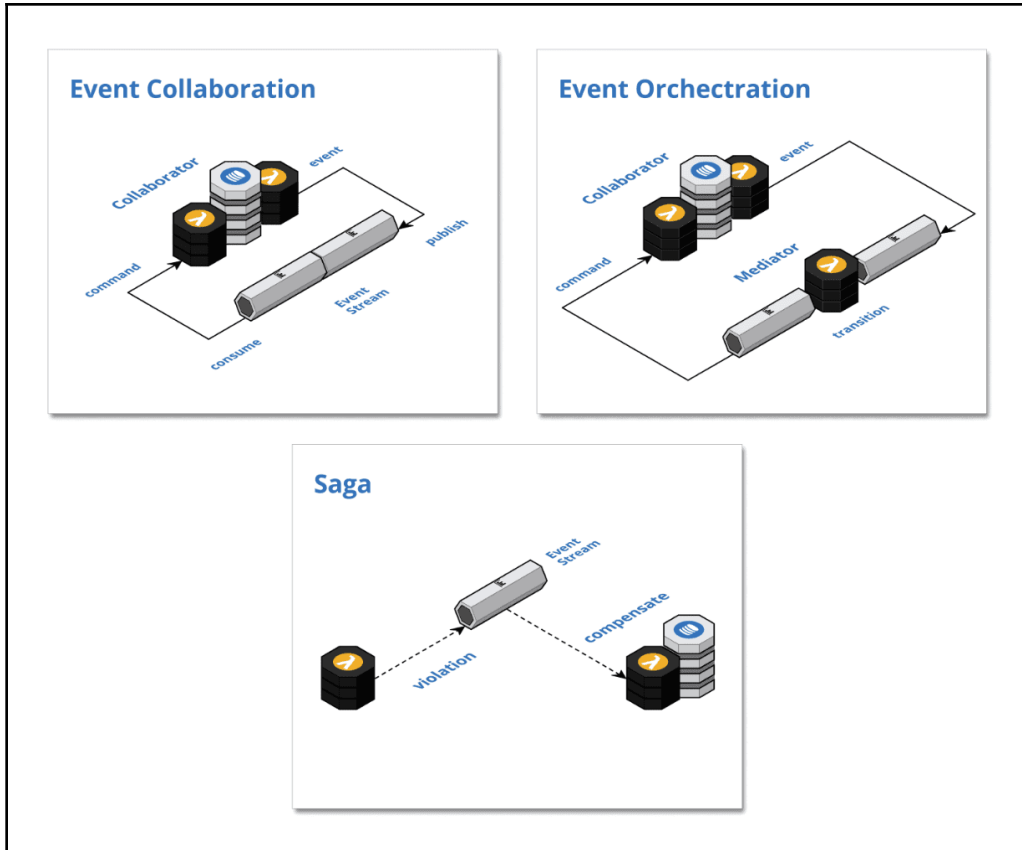 Event Collaboration
Collaborator
event
command
publish
Event
Stream
consume
Event Orchectration
Collaborator
event
command
Mediator
transition
Saga
Event
Stream
violation
compensate